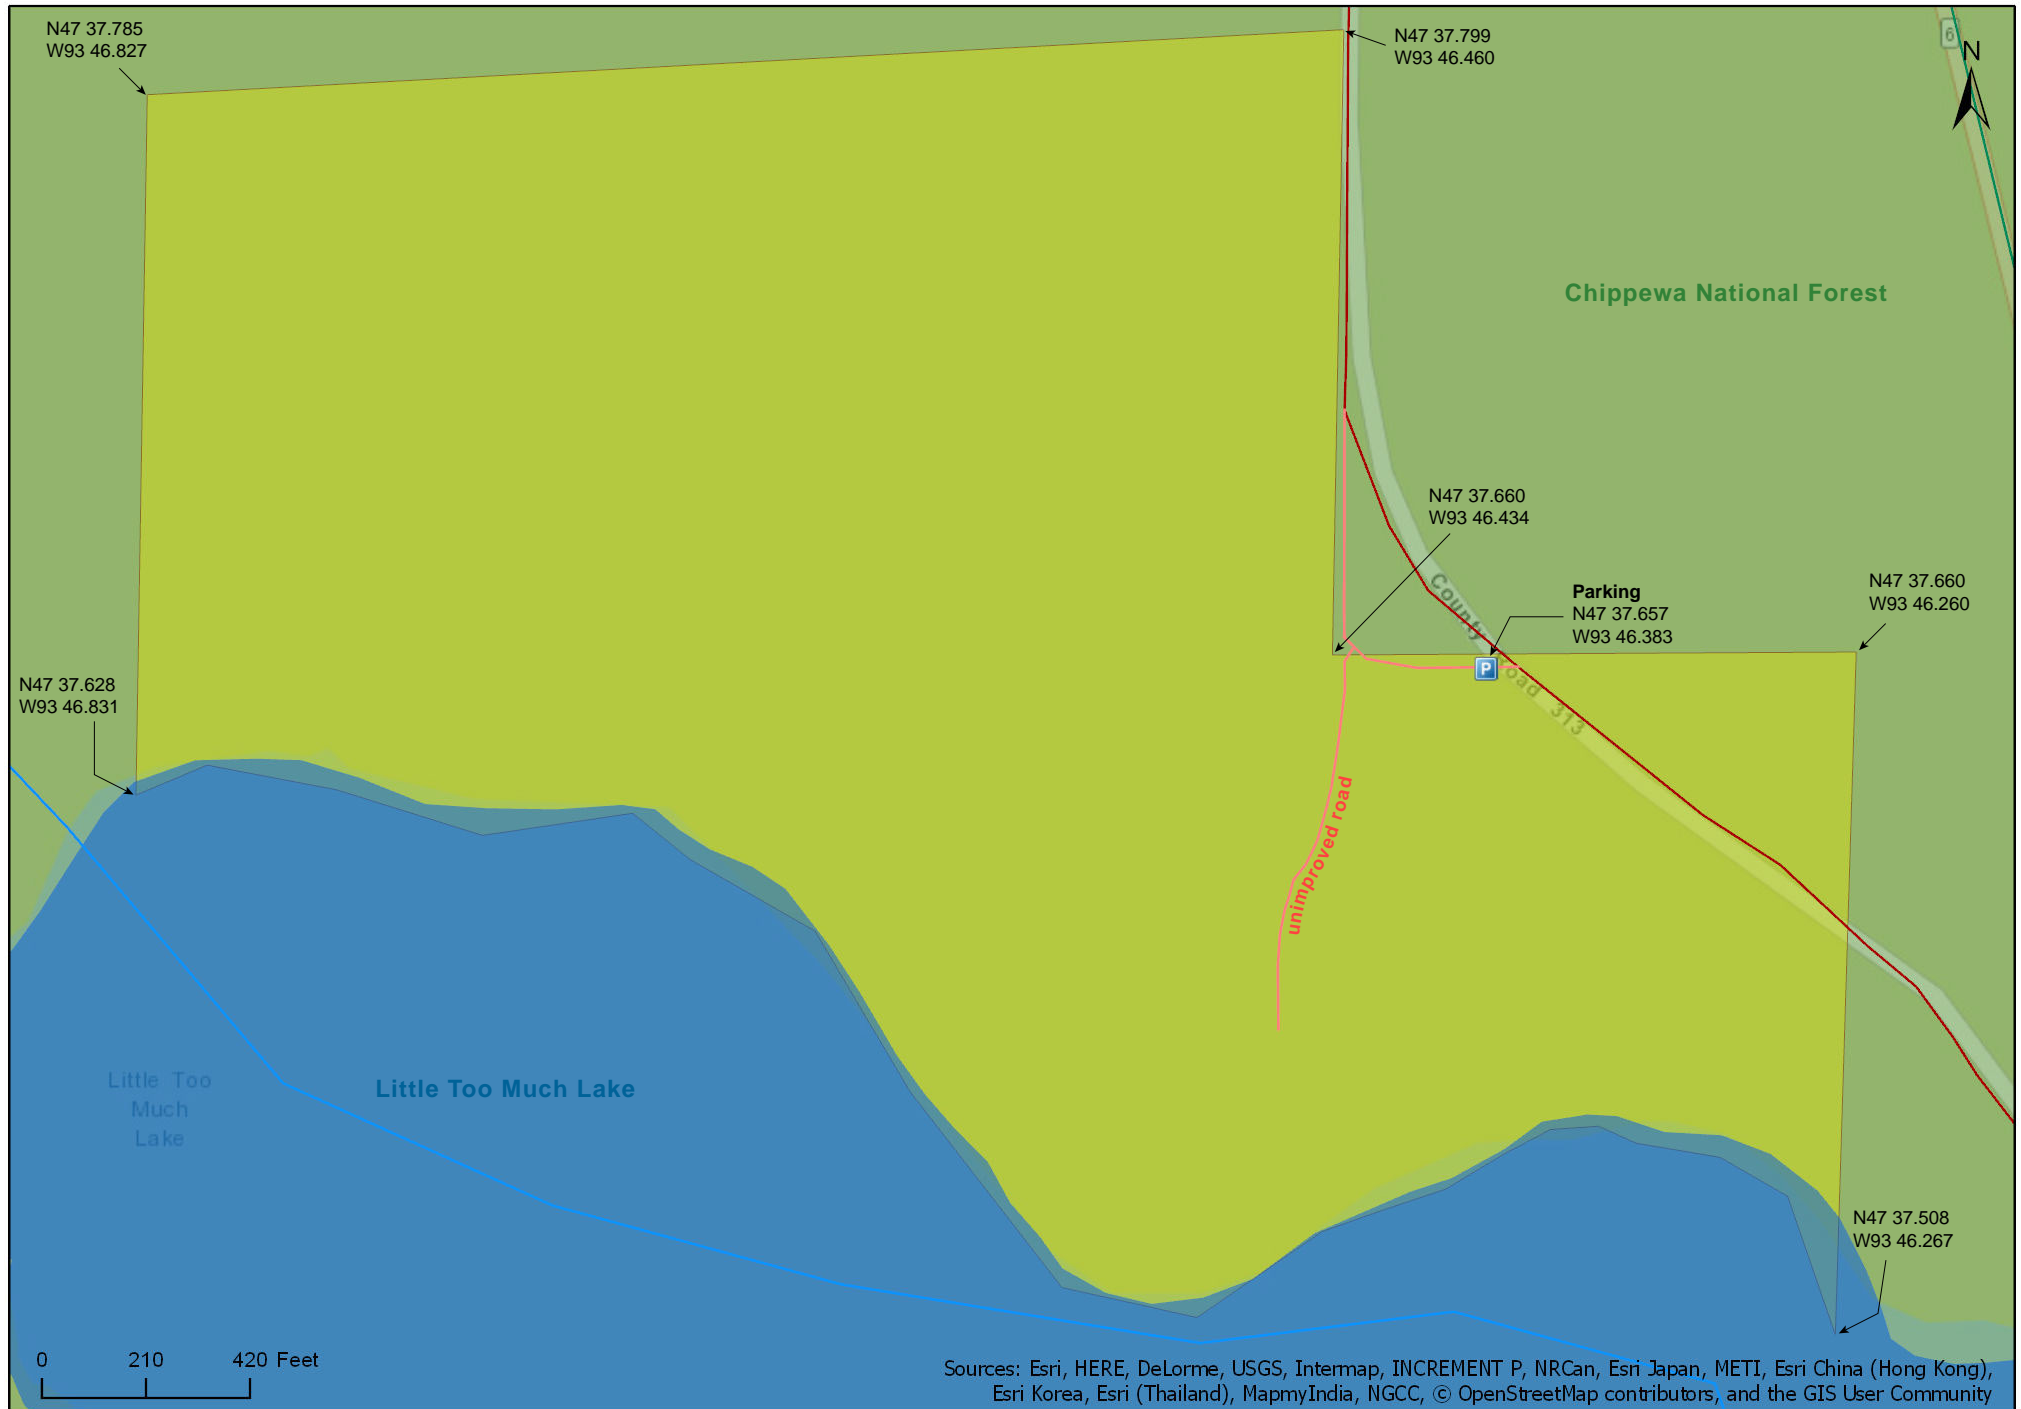 N47 37.785
W93 46.827
N47 37.799
W93 46.460
6
N
Chippewa National Forest
N47 37.660
W93 46.434
Parking
N47 37.657
W93 46.383
N47 37.660
W93 46.260
County Road 313
P
N47 37.628
W93 46.831
unimproved road
Little Too
Much
Lake
Little Too Much Lake
N47 37.508
W93 46.267
0 210 420 Feet
Sources: Esri, HERE, DeLorme, USGS, Intermap, INCREMENT P, NRCan, Esri Japan, METI, Esri China (Hong Kong),
Esri Korea, Esri (Thailand), MapmyIndia, NGCC, © OpenStreetMap contributors, and the GIS User Community